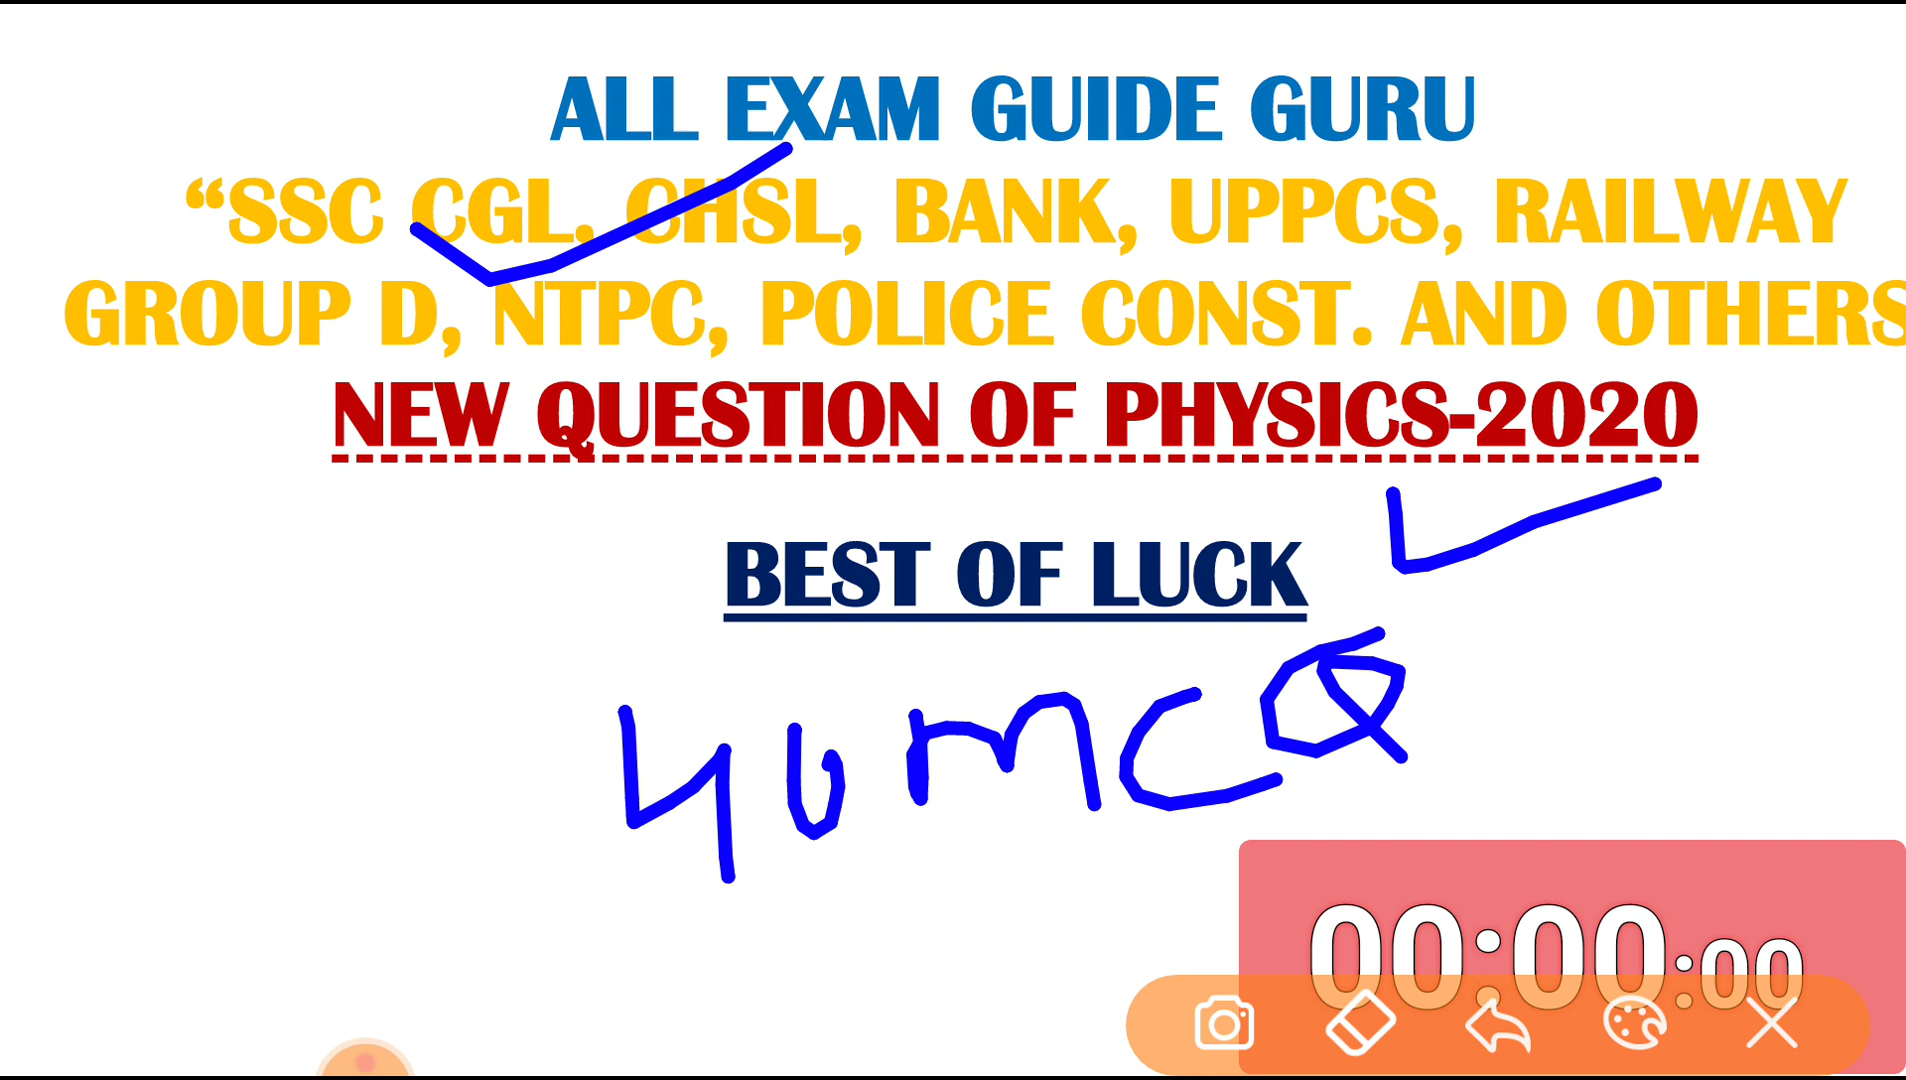 ALL EXAM GUIDE GURU
“SSC CGL, CHSL, BANK, UPPCS, RAILWAY
GROUP D, NTPC, POLICE CONST. AND OTHERS
NEW QUESTION OF PHYSICS-2020
BEST OF LUCK
40 MCQ
00:00:00